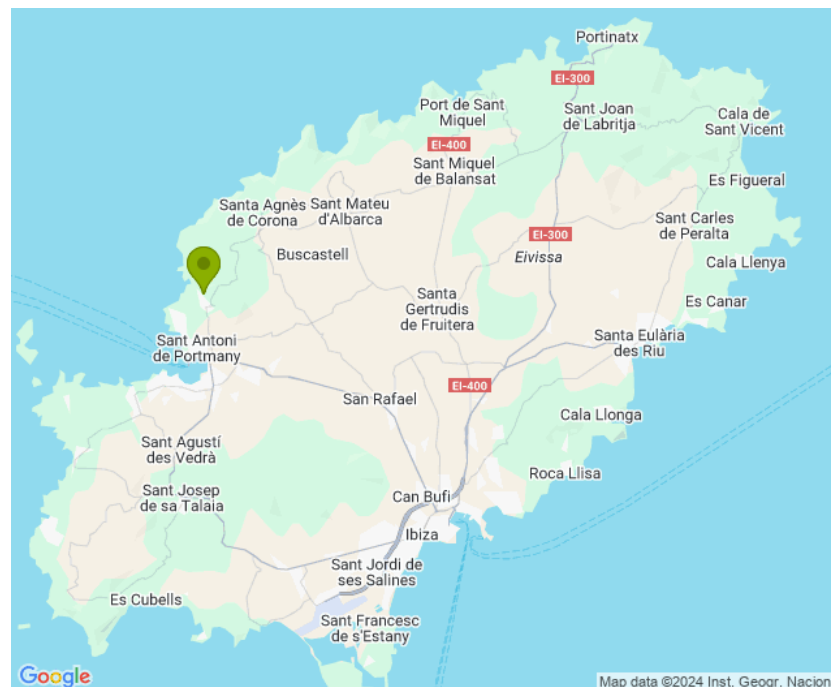 Portinatx
EI-300
Port de Sant
Miquel
Sant Joan
de Labritja
Cala de
Sant Vicent
EI-400
Sant Miquel
de Balansat
Es Figueral
Santa Agnès
de Corona
Sant Mateu
d'Albarca
Sant Carles
de Peralta
EI-300
Buscastell
Eivissa
Cala Llenya
Santa
Gertrudis
de Fruitera
Es Canar
Sant Antoni
de Portmany
Santa Eulària
des Riu
EI-400
San Rafael
Cala Llonga
Sant Agustí
des Vedrà
Roca Llisa
Sant Josep
de sa Talaia
Can Bufi
Ibiza
Sant Jordi de
ses Salines
Es Cubells
Sant Francesc
de s'Estany
Google
Map data ©2024 Inst. Geogr. Nacion